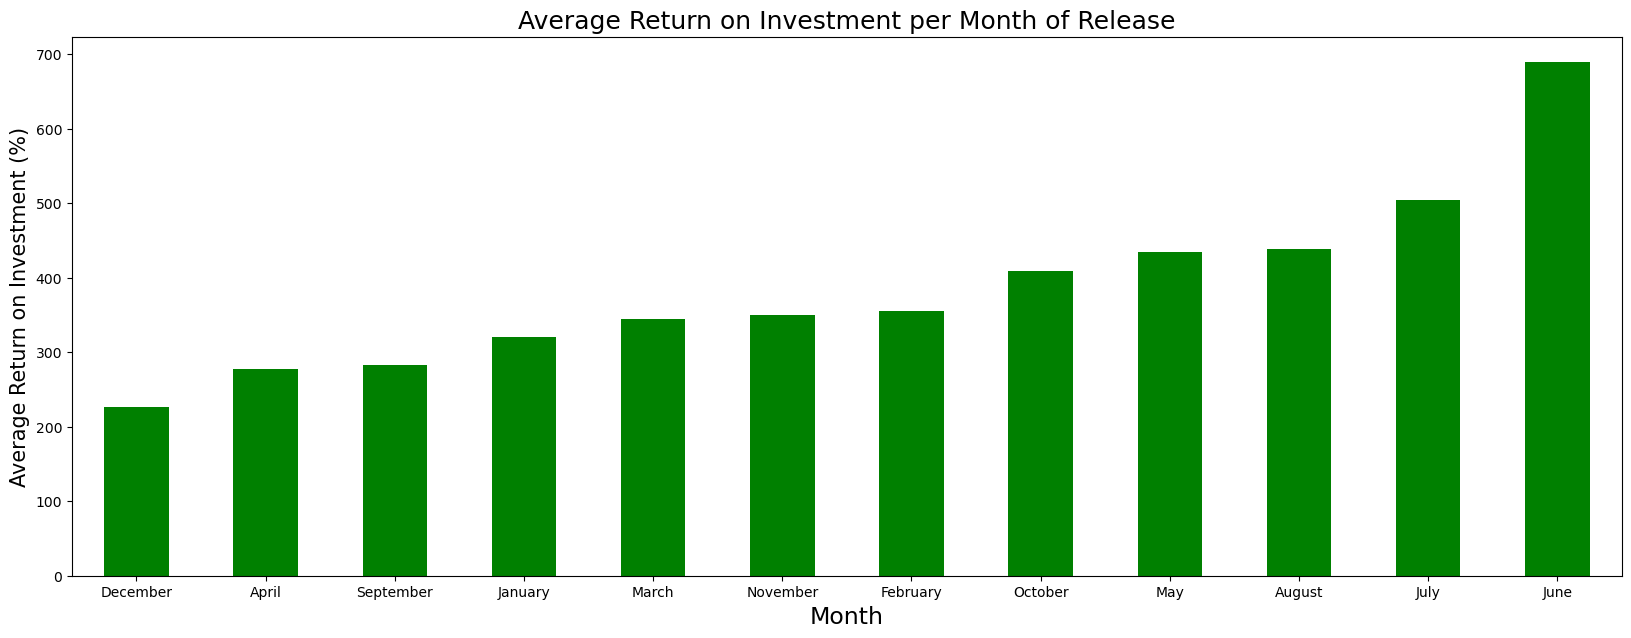 Average Return on Investment per Month of Release
Average Return on Investment (%)
700
600
500
400
300
200
100
0
December April September January March November February October May August July June
Month